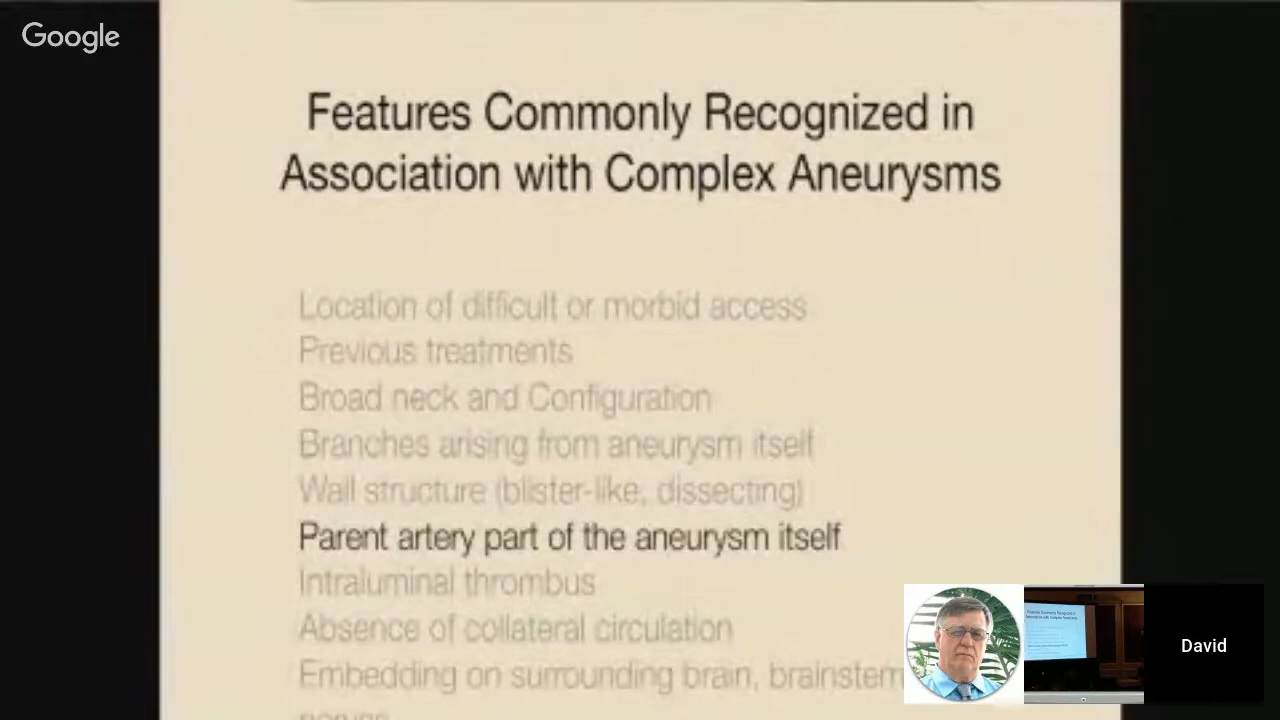 Google
Features Commonly Recognized in
Association with Complex Aneurysms
Location of difficult or morbid access
Previous treatments
Broad neck and Configuration
Branches arising from aneurysm itself
Wall structure (blister-like, dissecting)
Parent artery part of the aneurysm itself
Intraluminal thrombus
Absence of collateral circulation
Embedding on surrounding brain, brainstem
David